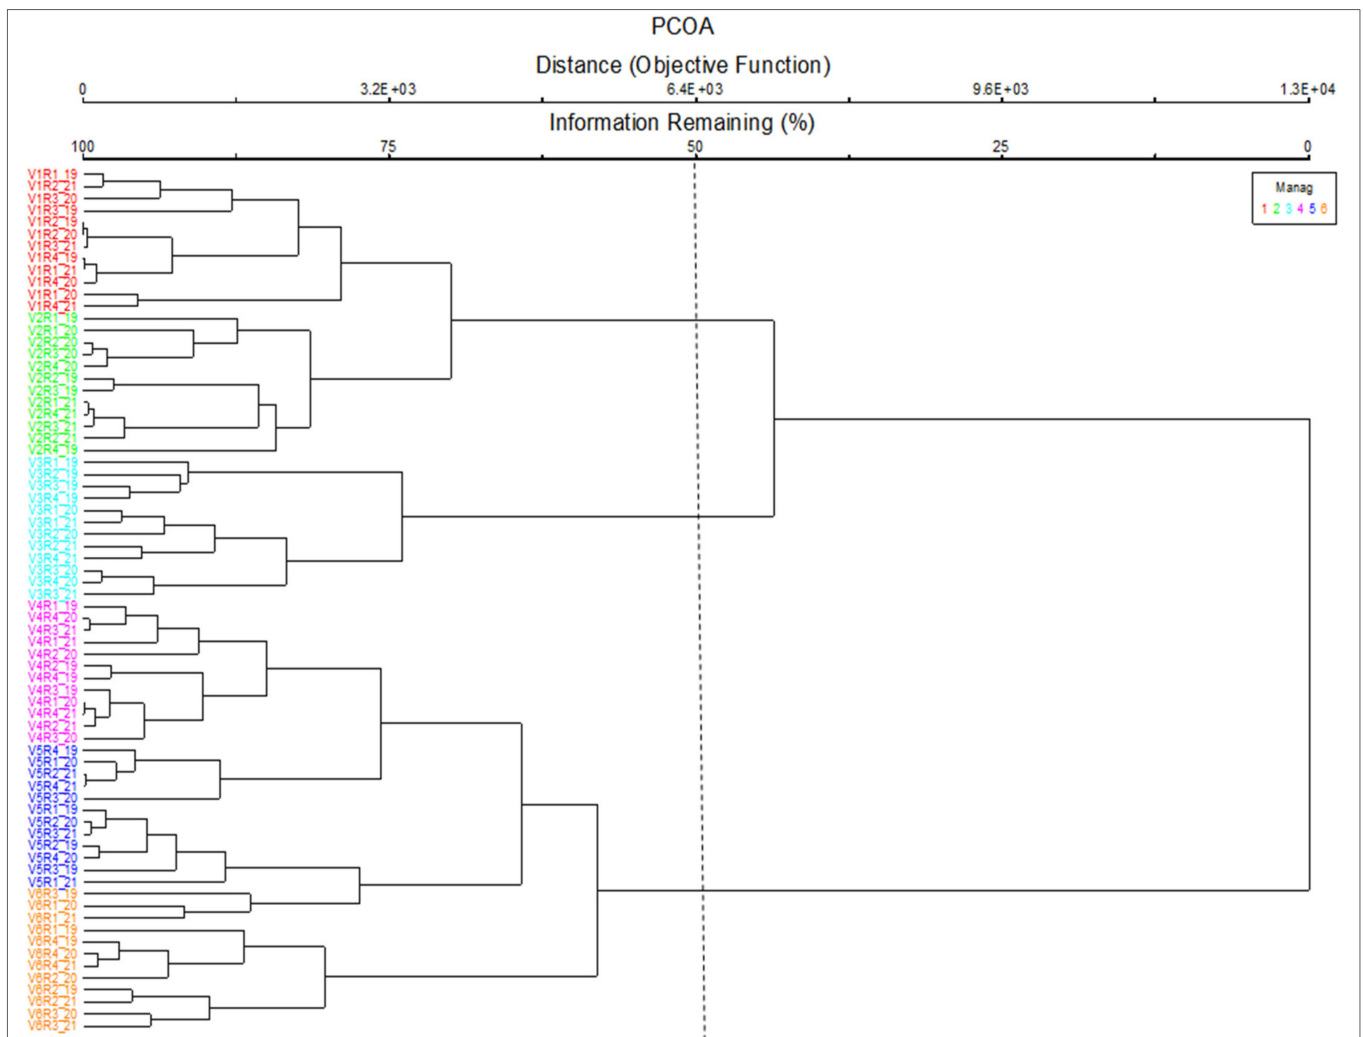 PCOA
Distance (Objective Function)
0 3.2E+03 6.4E+03 9.6E+03 1.3E+04
Information Remaining (%)
100 75 50 25 0
Manag
1 2 3 4 5 6
V1R1_19
V1R2_21
V1R3_20
V1R3_19
V1R2_19
V1R2_20
V1R3_21
V1R4_19
V1R1_21
V1R4_20
V1R1_20
V1R4_21
V2R1_19
V2R1_20
V2R2_20
V2R3_20
V2R4_20
V2R2_19
V2R3_19
V2R1_21
V2R4_21
V2R3_21
V2R2_21
V2R4_19
V3R1_19
V3R2_19
V3R3_19
V3R4_19
V3R1_20
V3R1_21
V3R2_20
V3R2_21
V3R4_21
V3R3_20
V3R4_20
V3R3_21
V4R1_19
V4R4_20
V4R3_21
V4R1_21
V4R2_20
V4R2_19
V4R4_19
V4R3_19
V4R1_20
V4R4_21
V4R2_21
V4R3_20
V5R4_19
V5R1_20
V5R2_21
V5R4_21
V5R3_20
V5R1_19
V5R2_20
V5R3_21
V5R2_19
V5R4_20
V5R3_19
V5R1_21
V6R3_19
V6R1_20
V6R1_21
V6R1_19
V6R4_19
V6R4_20
V6R4_21
V6R2_20
V6R2_19
V6R2_21
V6R3_20
V6R3_21